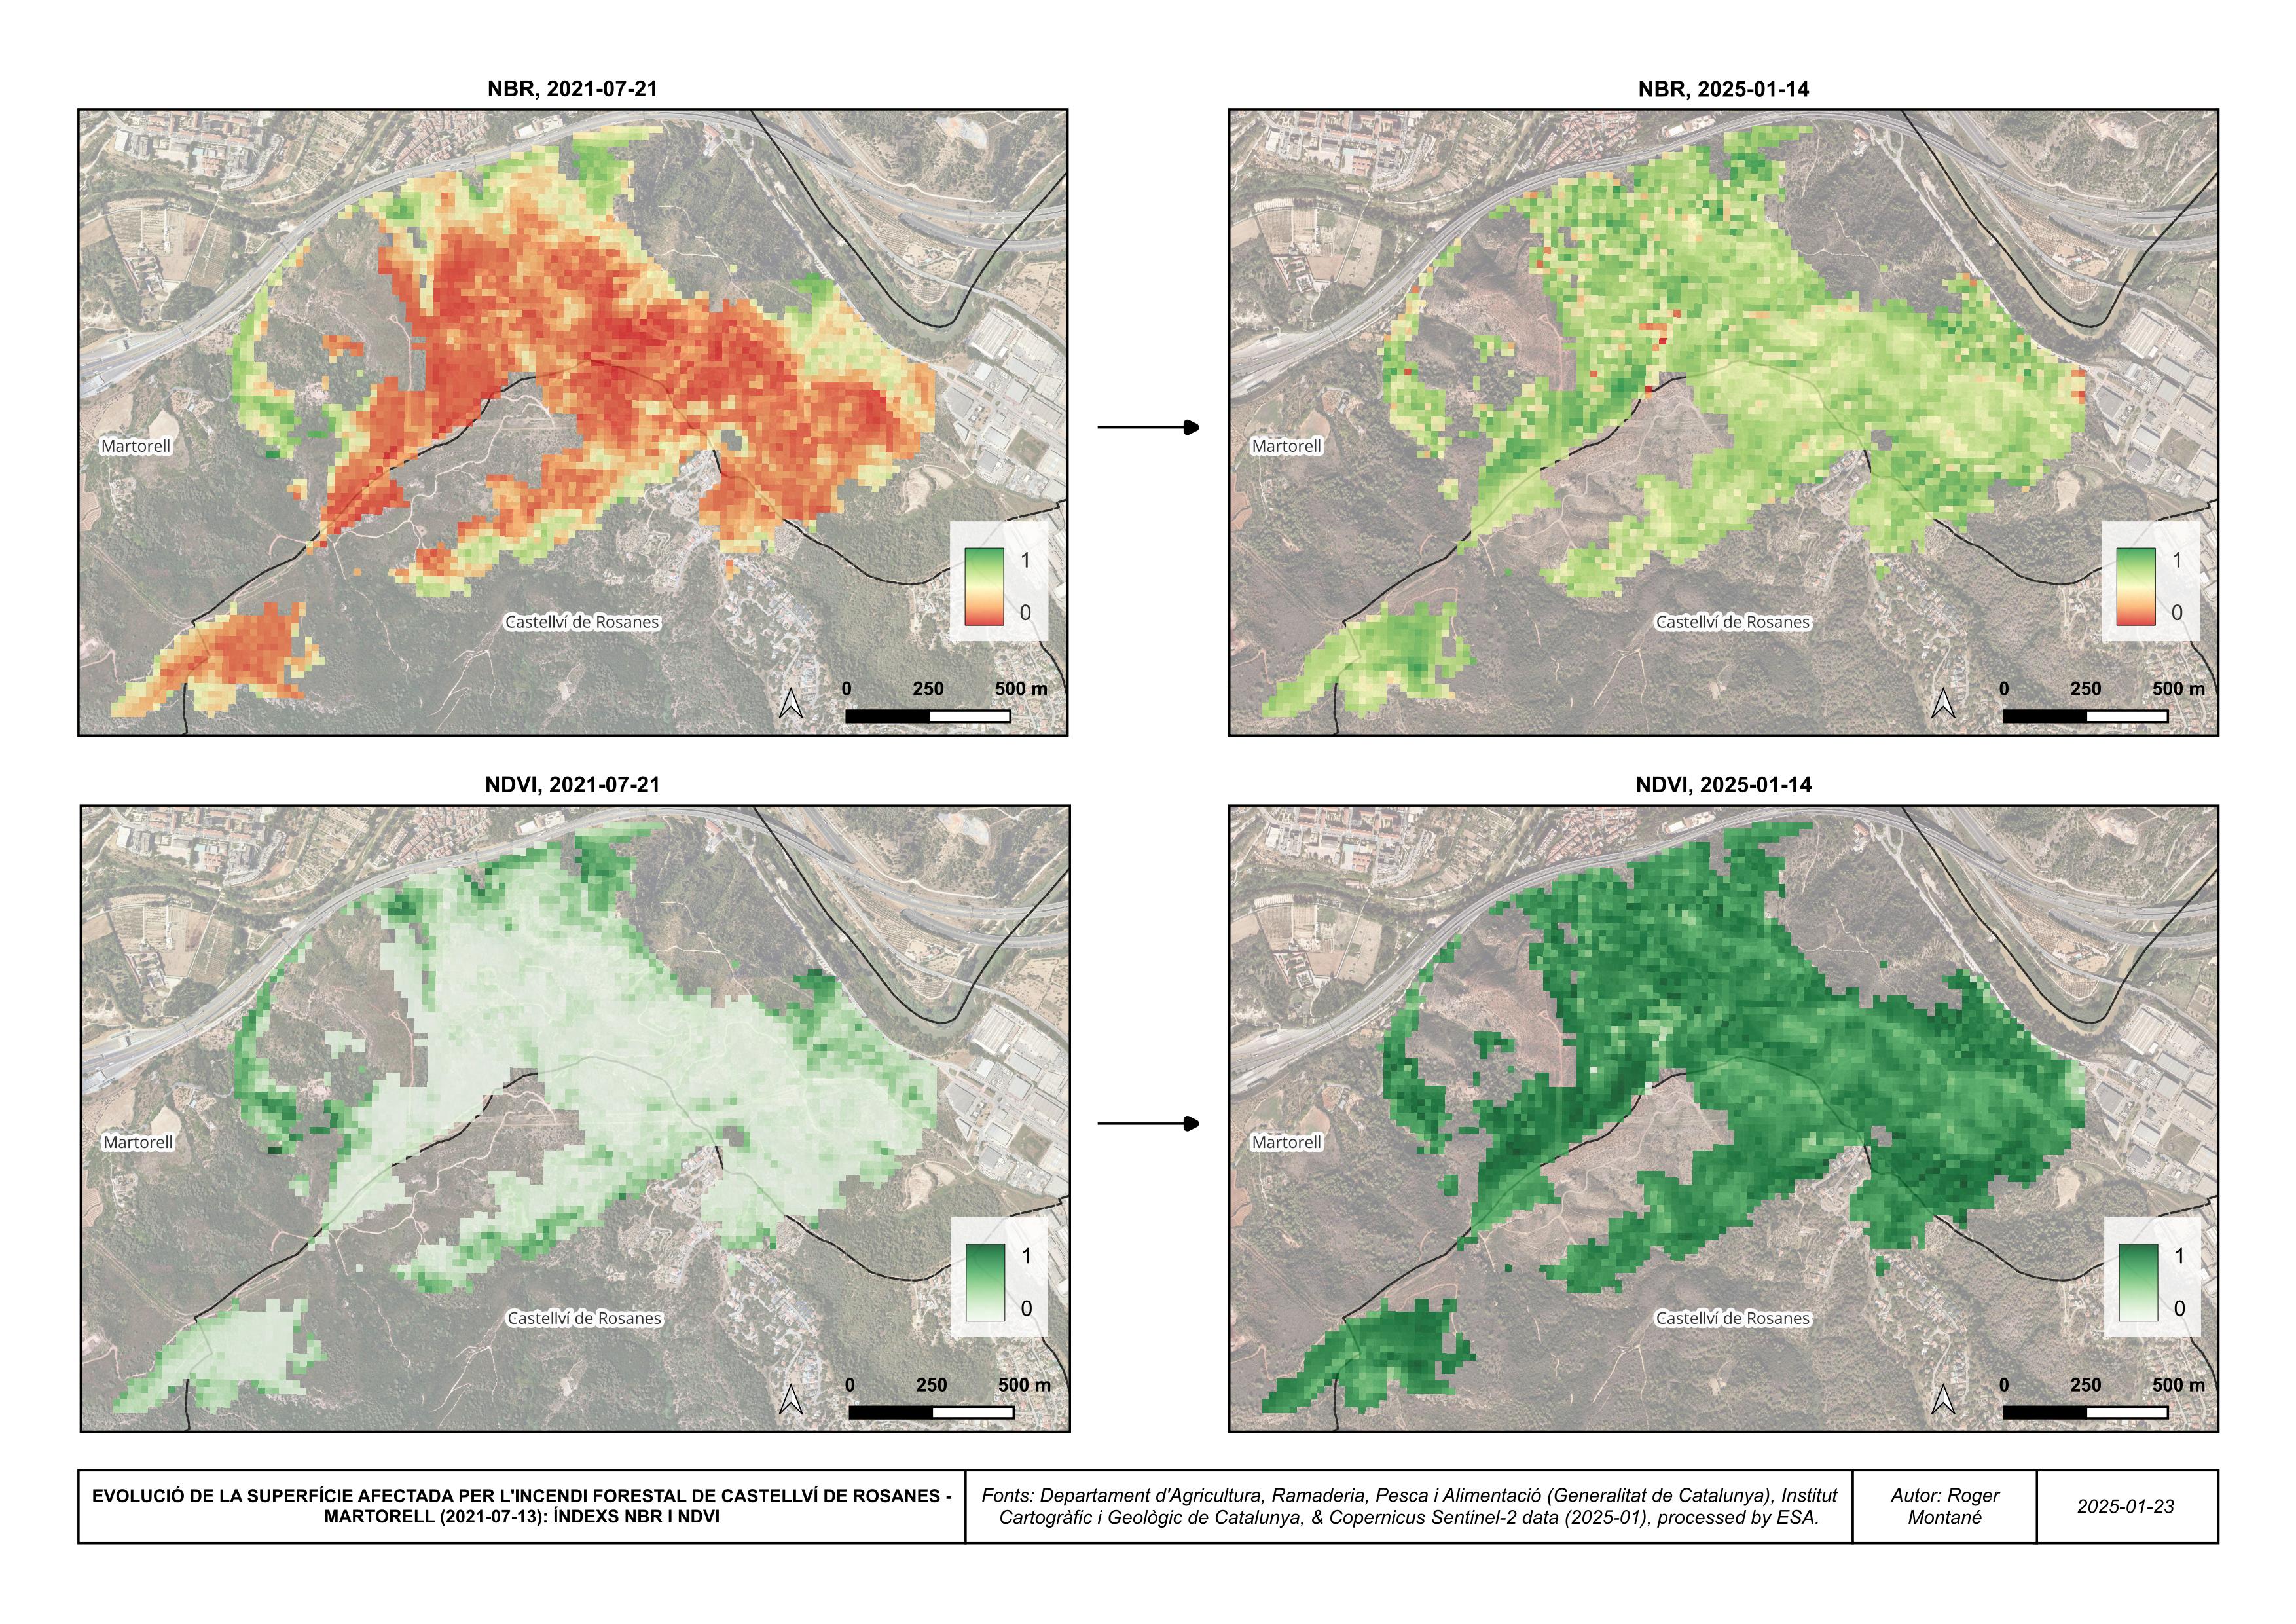 NBR, 2021-07-21
NBR, 2025-01-14
Martorell
Castellví de Rosanes
1
0
0 250 500 m
Martorell
Castellví de Rosanes
1
0
0 250 500 m
NDVI, 2021-07-21
NDVI, 2025-01-14
Martorell
Castellví de Rosanes
1
0
0 250 500 m
Martorell
Castellví de Rosanes
1
0
0 250 500 m
EVOLUCIÓ DE LA SUPERFÍCIE AFECTADA PER L'INCENDI FORESTAL DE CASTELLVÍ DE ROSANES -
MARTORELL (2021-07-13): ÍNDEXS NBR I NDVI
Fonts: Departament d'Agricultura, Ramaderia, Pesca i Alimentació (Generalitat de Catalunya), Institut
Cartogràfic i Geològic de Catalunya, & Copernicus Sentinel-2 data (2025-01), processed by ESA.
Autor: Roger
Montané
2025-01-23